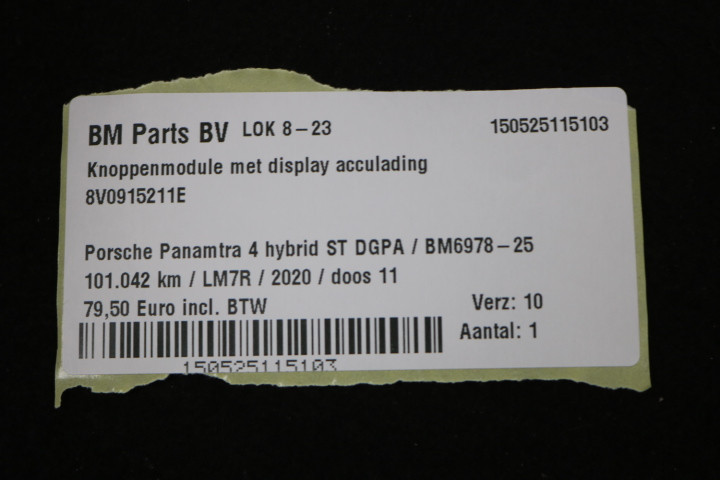 BM Parts BV LOK 8-23 150525115103
Knoppenmodule met display acculading
8V0915211E
Porsche Panamtra 4 hybrid ST DGPA / BM6978-25
101.042 km / LM7R / 2020 / doos 11
79,50 Euro incl. BTW Verz: 10
Aantal: 1
150525115103